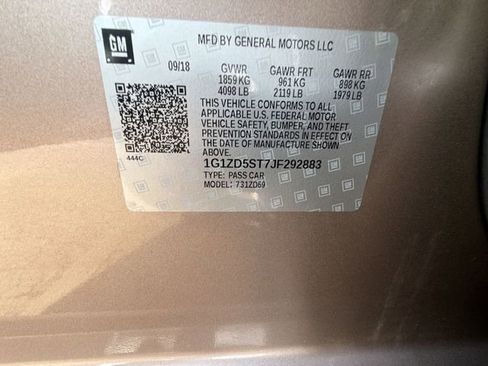 GM
MFD BY GENERAL MOTORS LLC
09/18 GVWR GAWR FRT GAWR RR
1859 KG 961 KG 898 KG
4098 LB 2119 LB 1979 LB
THIS VEHICLE CONFORMS TO ALL
APPLICABLE U.S. FEDERAL MOTOR
VEHICLE SAFETY, BUMPER, AND THEFT
PREVENTION STANDARDS IN EFFECT ON
THE DATE OF MANUFACTURE SHOWN
ABOVE.
444C
1G1ZD5ST7JF292883
TYPE: PASS CAR
MODEL: 731ZD69